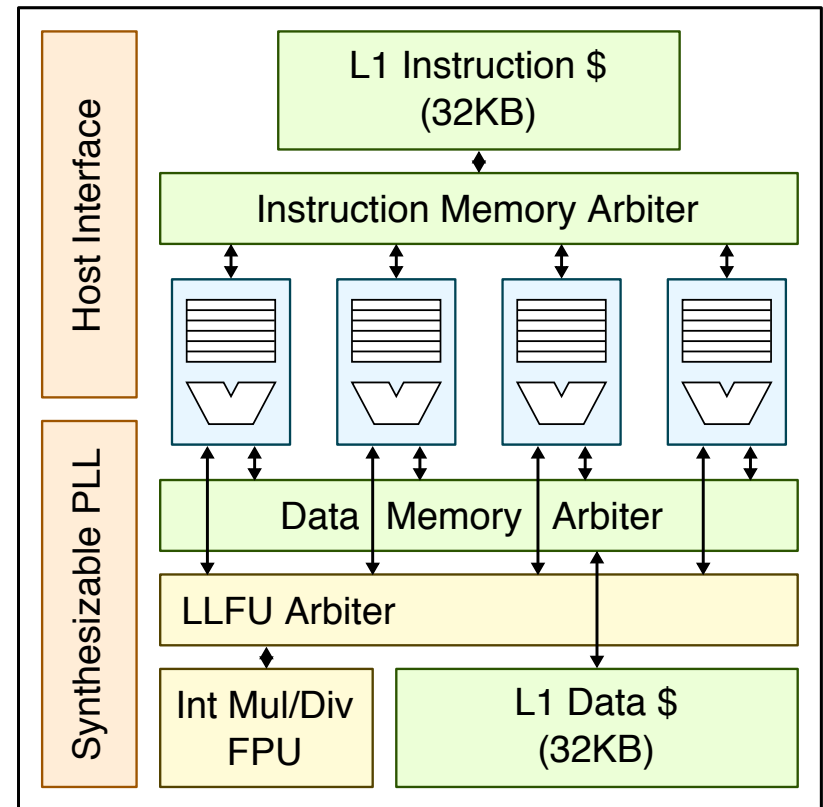 Host Interface
L1 Instruction $
(32KB)
Instruction Memory Arbiter
Synthesizable PLL
Data Memory Arbiter
LLFU Arbiter
Int Mul/Div
FPU
L1 Data $
(32KB)